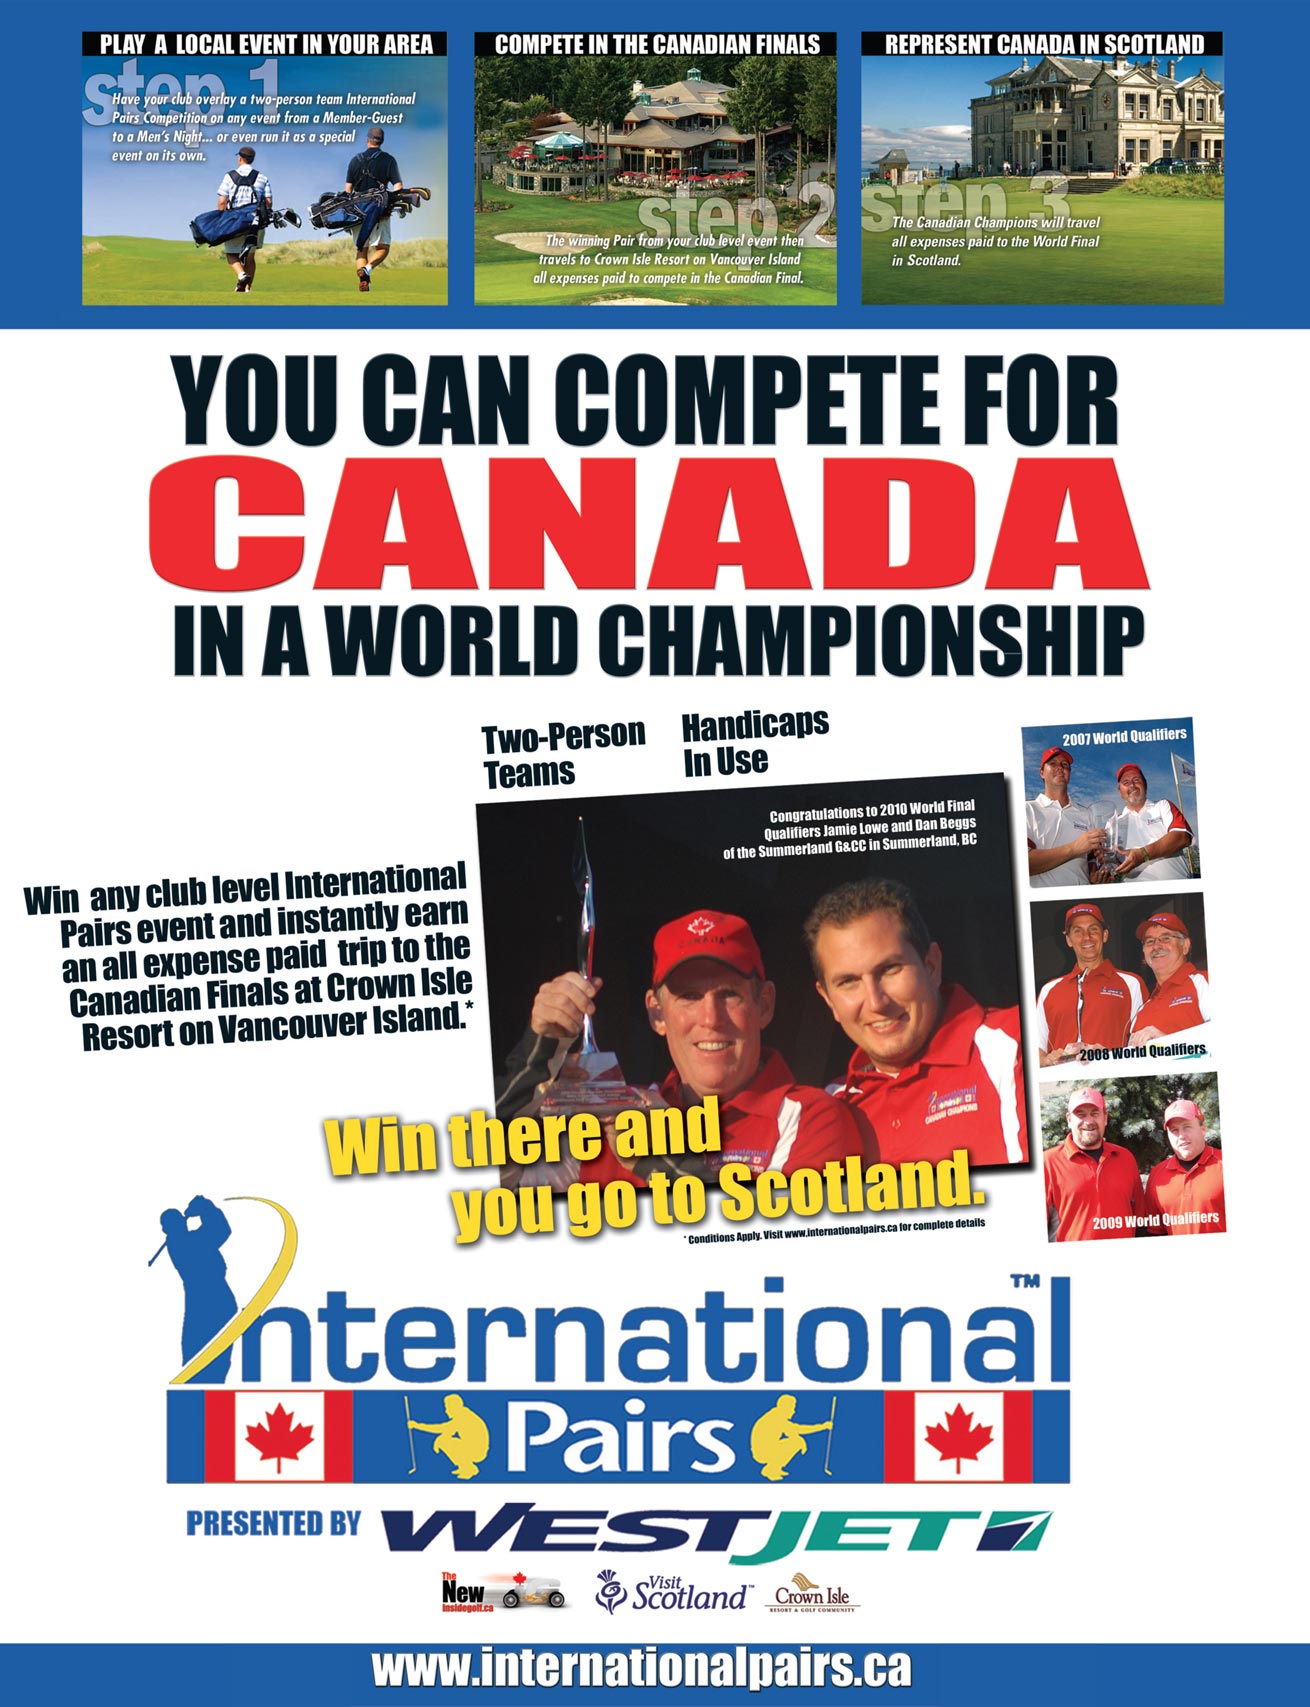 PLAY A LOCAL EVENT IN YOUR AREA
step 1
Have your club overlay a two-person team International
Pairs Competition on any event from a Member-Guest
to a Men's Night... or even run it as a special
event on its own.
COMPETE IN THE CANADIAN FINALS
step 2
The winning Pair from your club level event then
travels to Crown Isle Resort on Vancouver Island
all expenses paid to compete in the Canadian Final.
REPRESENT CANADA IN SCOTLAND
step 3
The Canadian Champions will travel
all expenses paid to the World Final
in Scotland.
YOU CAN COMPETE FOR
CANADA
IN A WORLD CHAMPIONSHIP
Two-Person
Teams
Handicaps
In Use
Congratulations to 2010 World Final
Qualifiers Jamie Lowe and Dan Beggs
of the Summerland G&CC in Summerland, BC
2007 World Qualifiers
2008 World Qualifiers
2009 World Qualifiers
Win any club level International
Pairs event and instantly earn
an all expense paid trip to the
Canadian Finals at Crown Isle
Resort on Vancouver Island.*
CANADA
International
CANADIAN CHAMPIONS
Win there and
you go to Scotland.
* Conditions Apply. Visit www.internationalpairs.ca for complete details
International™
Pairs
PRESENTED BY WESTJET
The
New
insidegolf.ca
Visit
Scotland™
Crown Isle
RESORT & GOLF COMMUNITY
www.internationalpairs.ca